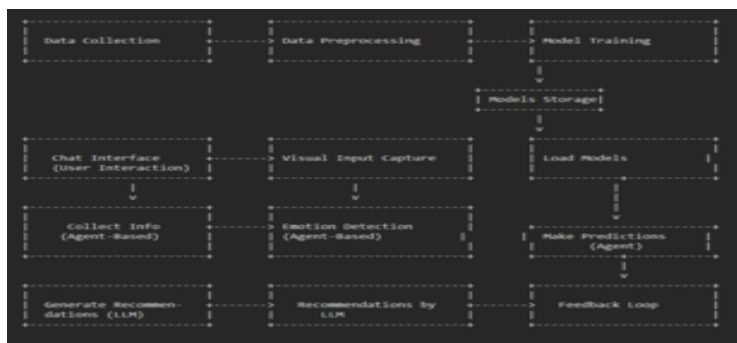 Data Collection
Data Preprocessing
Model Training
Models Storage
Chat Interface
(User Interaction)
Visual Input Capture
Load Models
Collect Info
(Agent-Based)
Emotion Detection
(Agent-Based)
Make Predictions
(Agent)
Generate Recommen-
dations (LLM)
Recommendations by
LLM
Feedback Loop